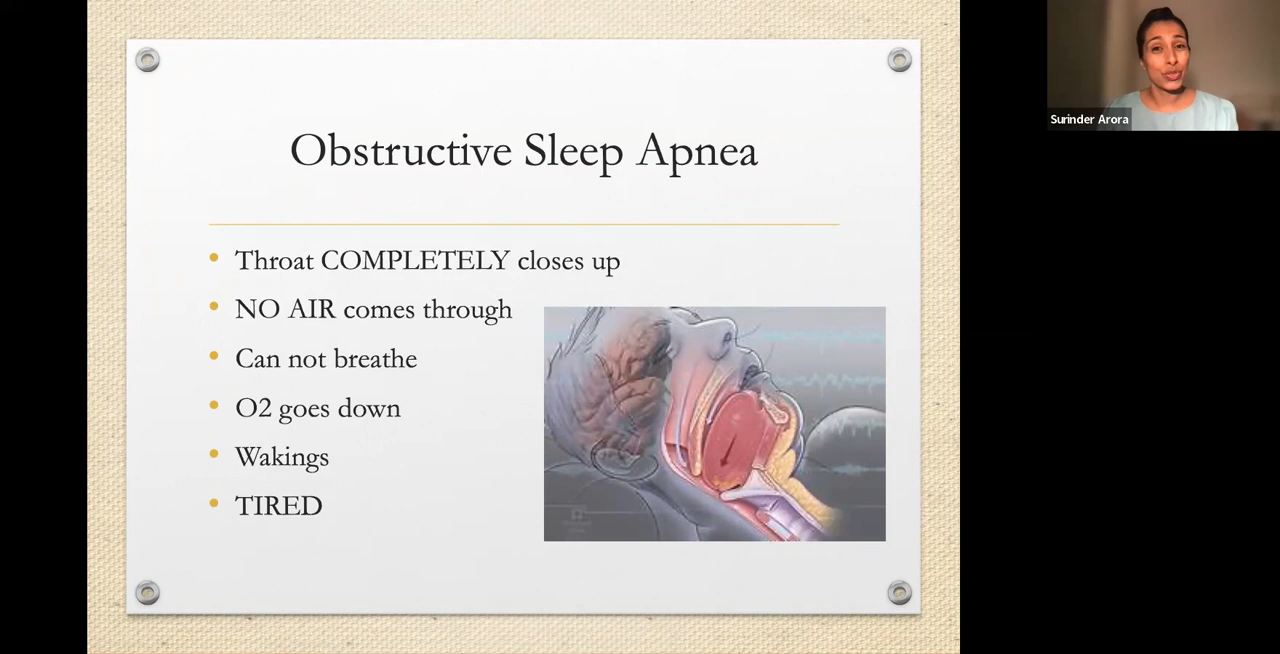 Obstructive Sleep Apnea
Throat COMPLETELY closes up
NO AIR comes through
Can not breathe
O2 goes down
Wakings
TIRED
Surinder Arora